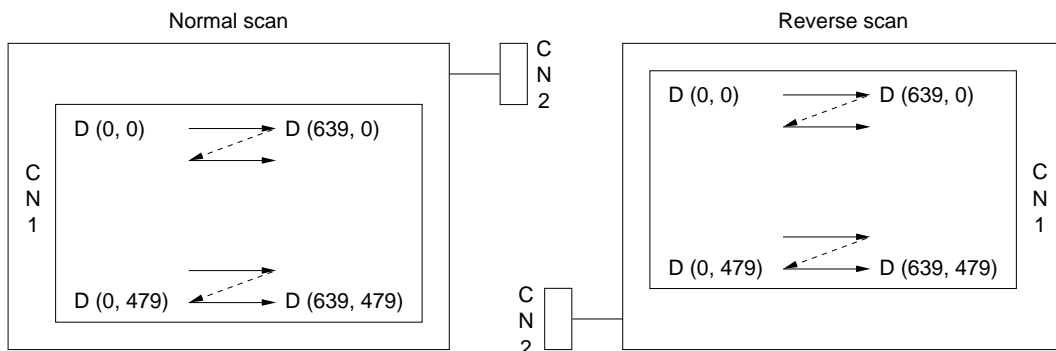 Normal scan
Reverse scan
C
N
2
D (0, 0)
D (639, 0)
C
N
1
D (0, 479)
D (639, 479)
D (0, 0)
D (639, 0)
C
N
1
D (0, 479)
D (639, 479)
C
N
2